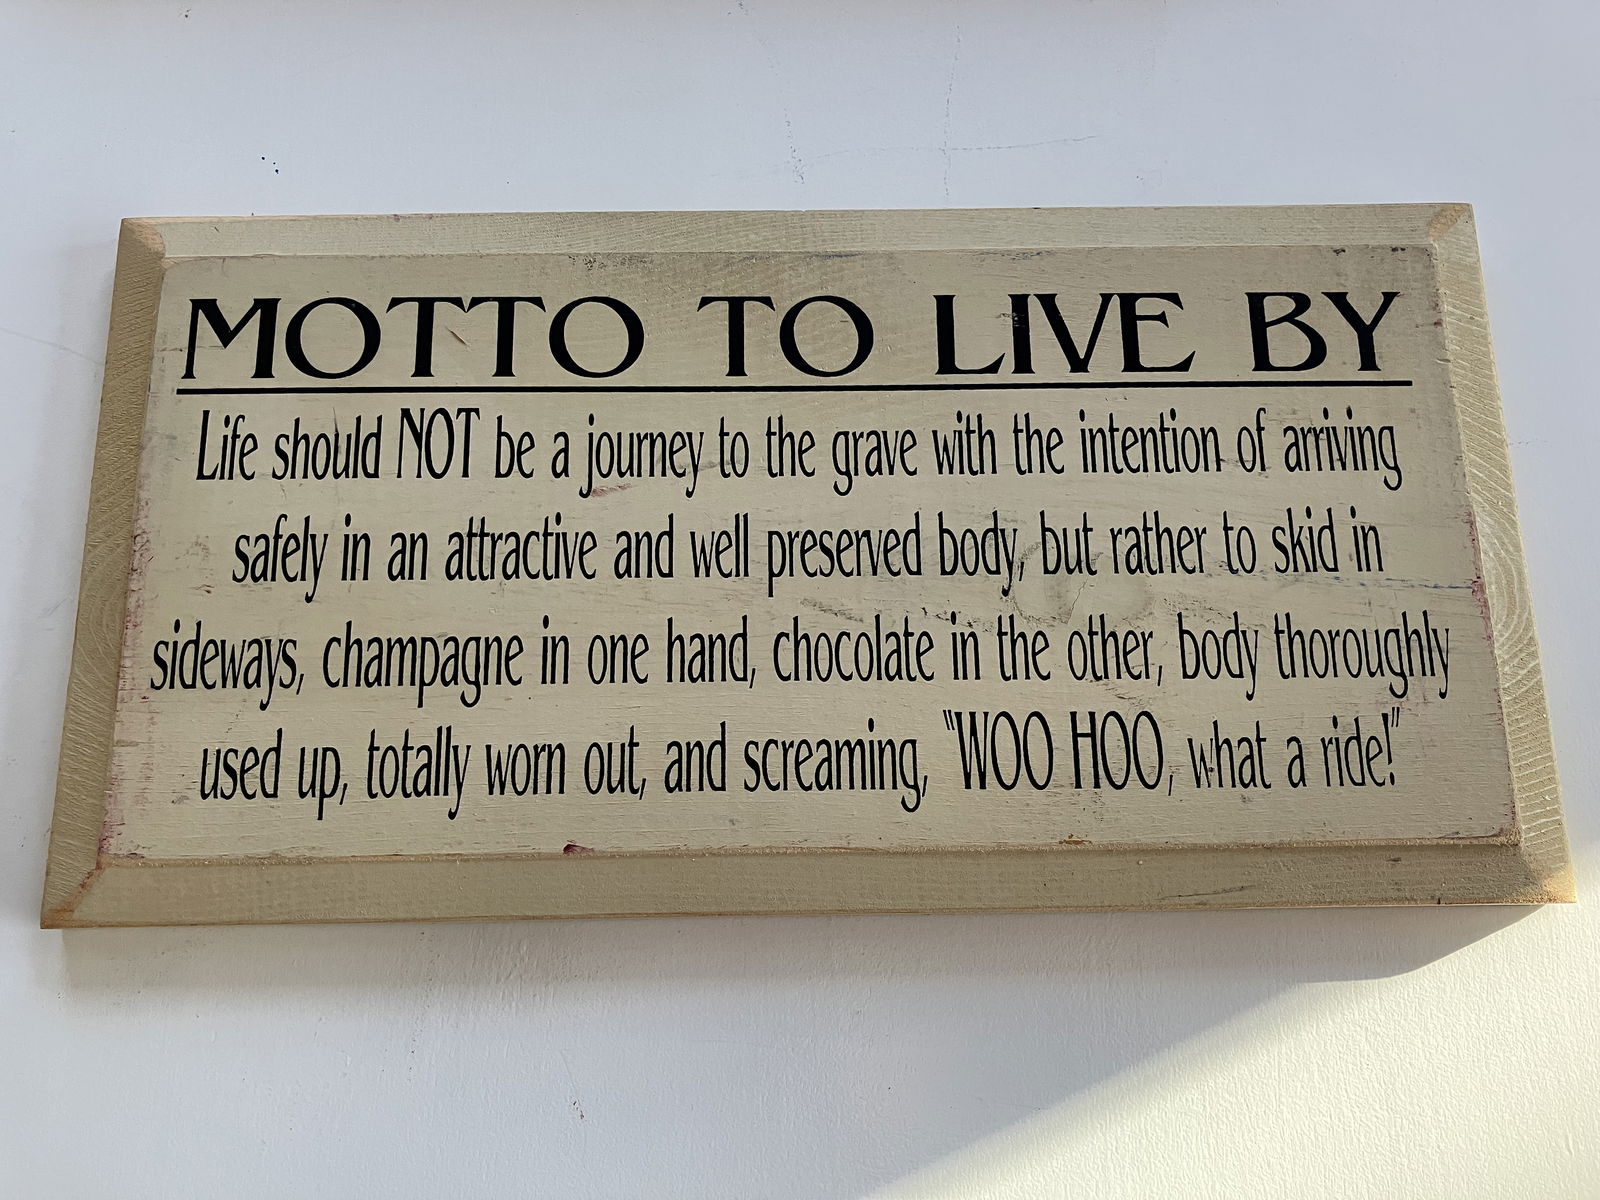 MOTTO TO LIVE BY
Life should NOT be a journey to the grave with the intention of arriving
safely in an attractive and well preserved body, but rather to skid in
sideways, champagne in one hand, chocolate in the other, body thoroughly
used up, totally worn out, and screaming, "WOO HOO, what a ride!"